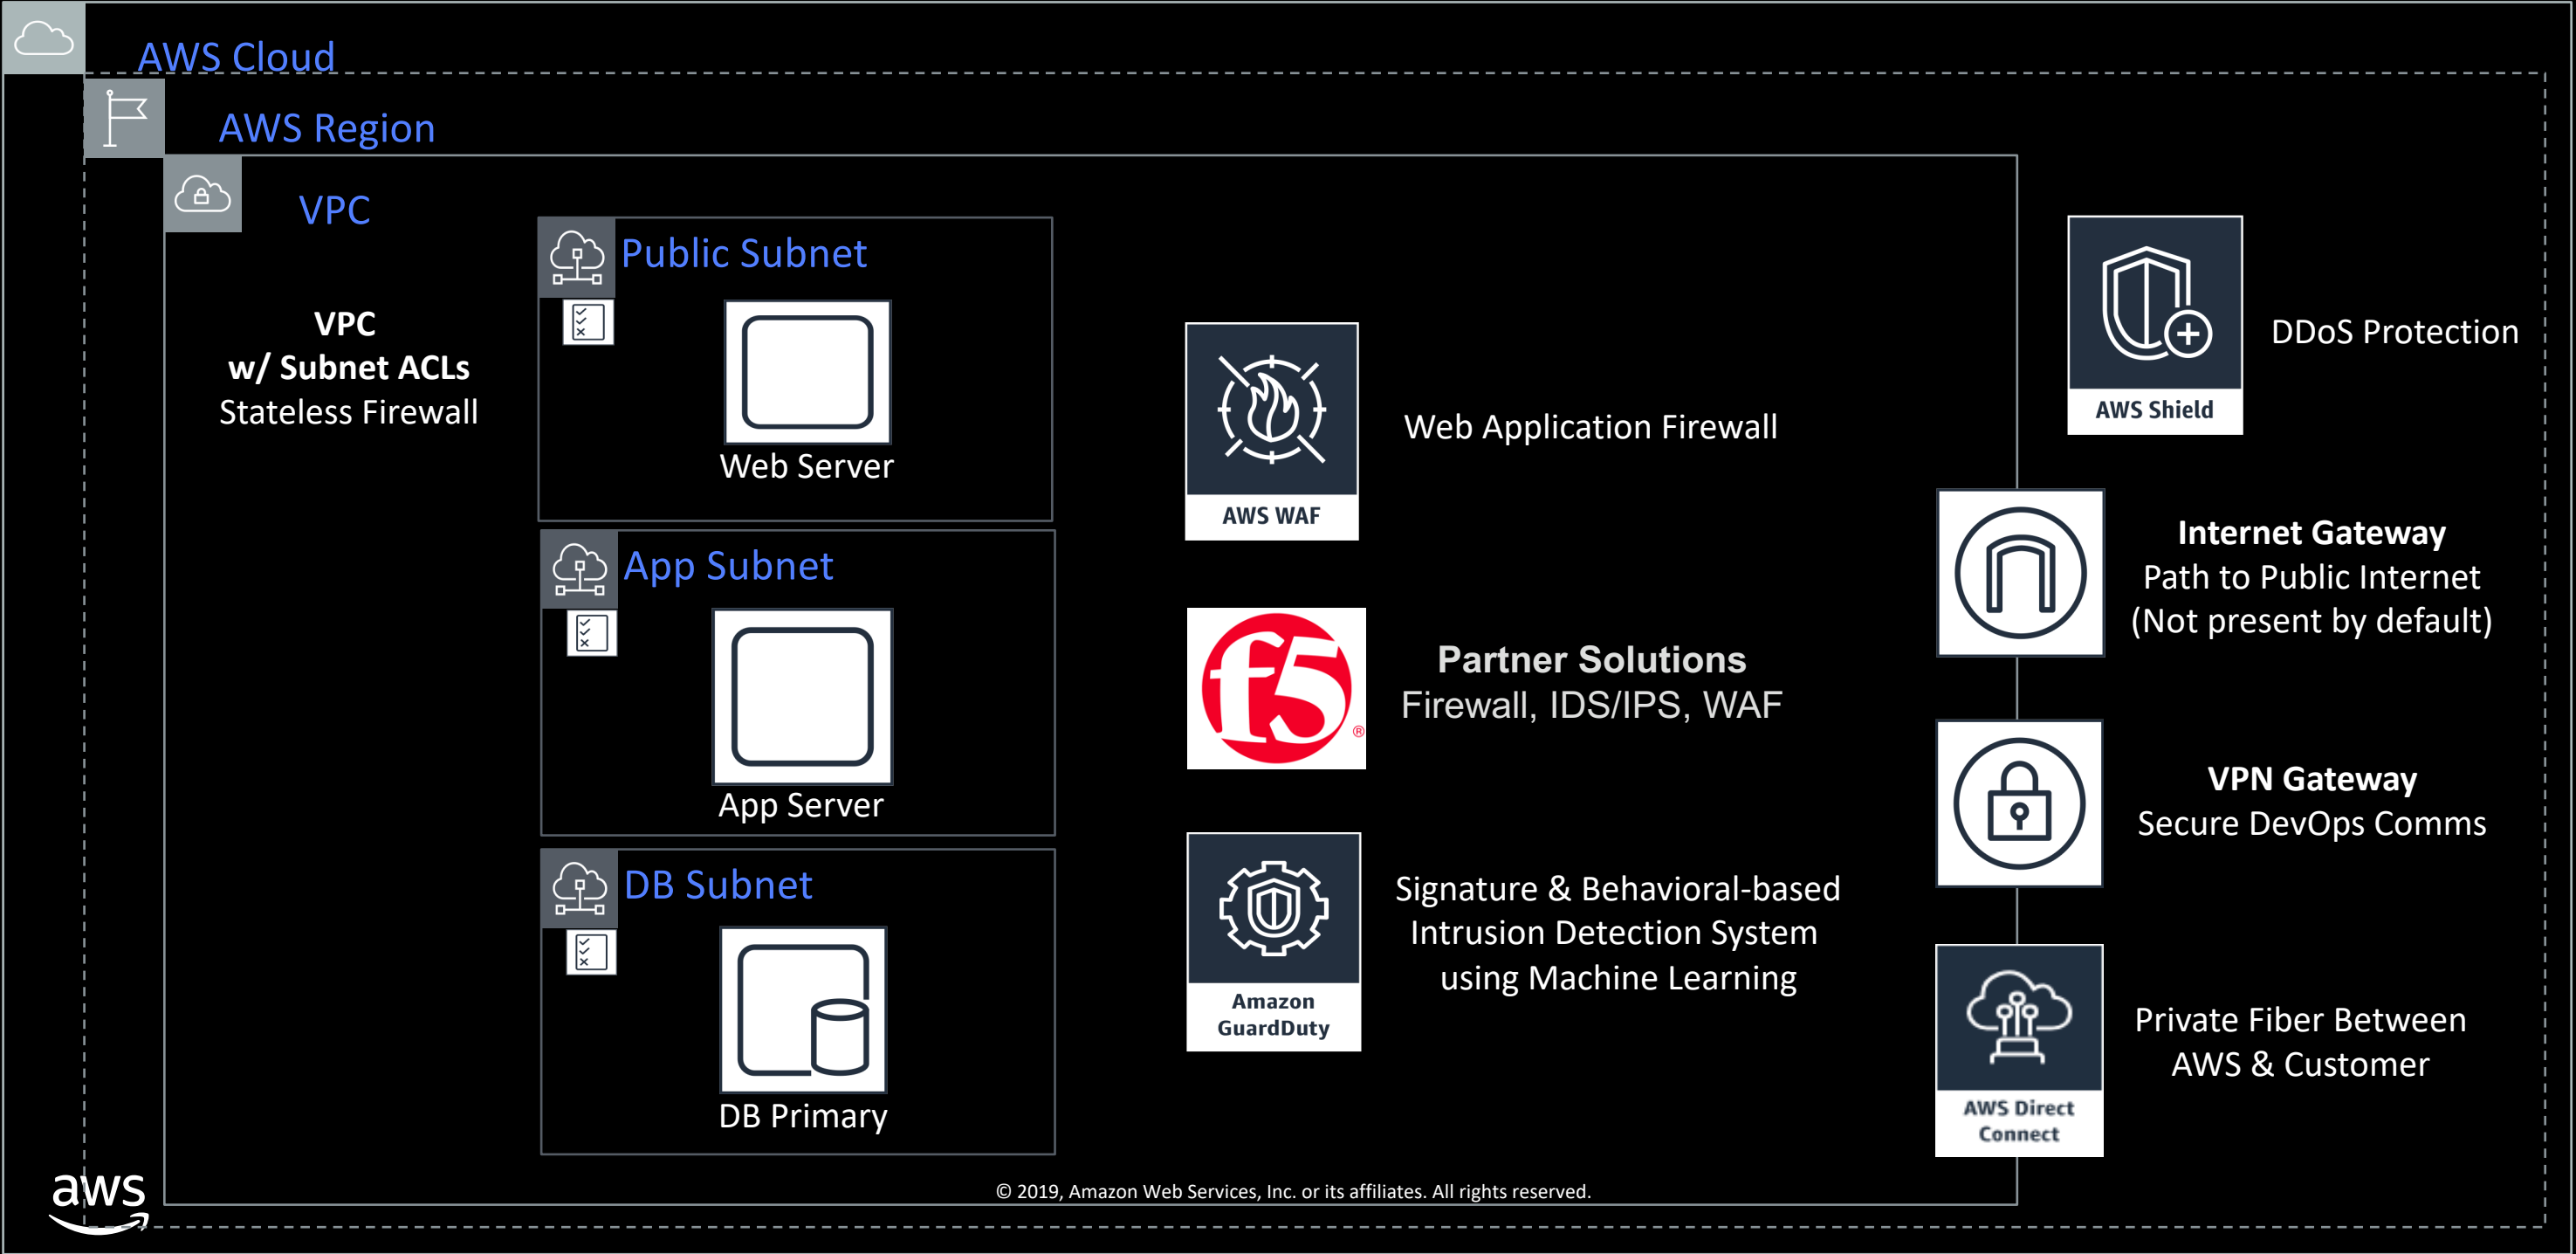 AWS Cloud
AWS Region
VPC
VPC
w/ Subnet ACLs
Stateless Firewall
Public Subnet
Web Server
App Subnet
App Server
DB Subnet
DB Primary
AWS WAF
Web Application Firewall
f5
®
Partner Solutions
Firewall, IDS/IPS, WAF
Amazon
GuardDuty
Signature & Behavioral-based
Intrusion Detection System
using Machine Learning
AWS Shield
DDoS Protection
Internet Gateway
Path to Public Internet
(Not present by default)
VPN Gateway
Secure DevOps Comms
AWS Direct
Connect
Private Fiber Between
AWS & Customer
aws
© 2019, Amazon Web Services, Inc. or its affiliates. All rights reserved.